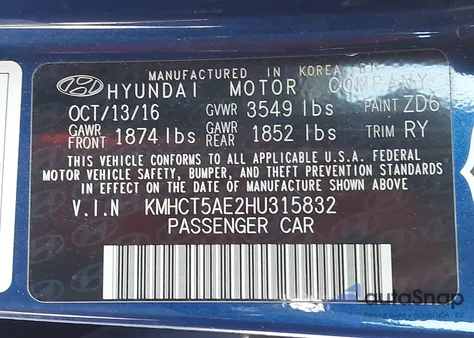 MANUFACTURED IN KOREA BY
HYUNDAI MOTOR COMPANY
OCT/13/16 GVWR 3549 lbs PAINT ZD6
GAWR FRONT 1874 lbs GAWR REAR 1852 lbs TRIM RY
THIS VEHICLE CONFORMS TO ALL APPLICABLE U.S.A. FEDERAL
MOTOR VEHICLE SAFETY, BUMPER, AND THEFT PREVENTION STANDARDS
IN EFFECT ON THE DATE OF MANUFACTURE SHOWN ABOVE
V.I.N KMHCT5AE2HU315832
PASSENGER CAR
autoSnap